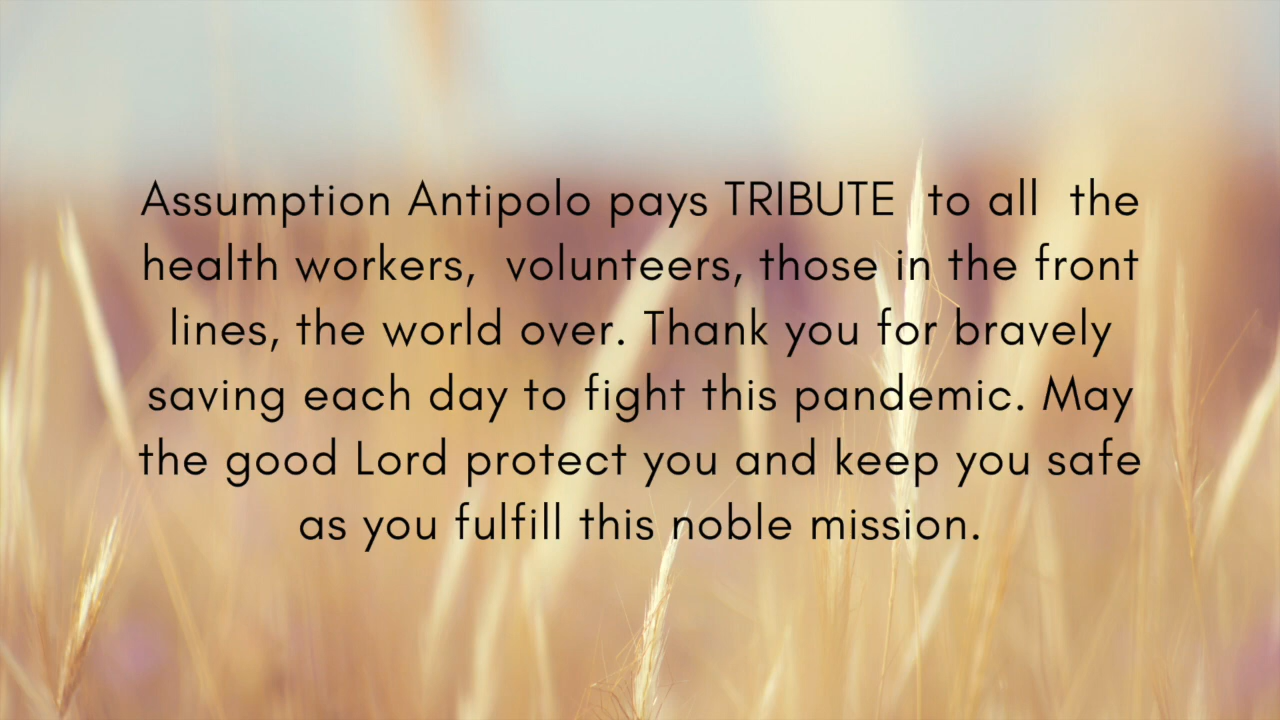 Assumption Antipolo pays TRIBUTE  to all  the
health workers,  volunteers, those in the front
lines, the world over. Thank you for bravely
saving each day to fight this pandemic. May
the good Lord protect you and keep you safe
as you fulfill this noble mission.